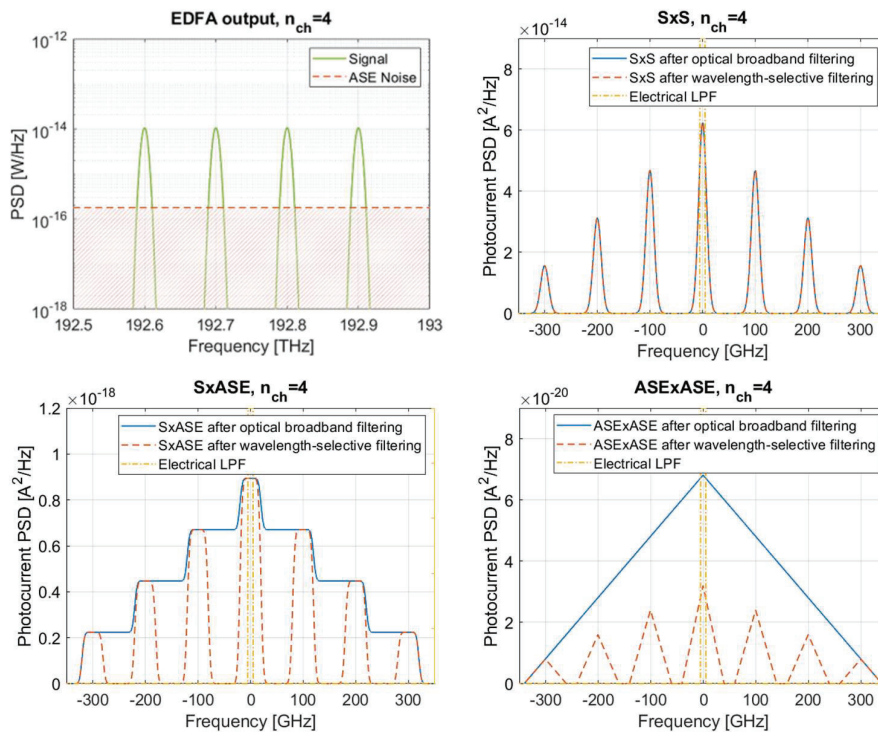 EDFA output, n_ch=4
Signal
ASE Noise
10^-12
10^-14
10^-16
10^-18
PSD [W/Hz]
192.5 192.6 192.7 192.8 192.9 193
Frequency [THz]
SxS, n_ch=4
×10^-14
SxS after optical broadband filtering
SxS after wavelength-selective filtering
Electrical LPF
8
6
4
2
0
Photocurrent PSD [A^2/Hz]
-300 -200 -100 0 100 200 300
Frequency [GHz]
SxASE, n_ch=4
×10^-18
SxASE after optical broadband filtering
SxASE after wavelength-selective filtering
Electrical LPF
1.2
1
0.8
0.6
0.4
0.2
0
Photocurrent PSD [A^2/Hz]
-300 -200 -100 0 100 200 300
Frequency [GHz]
ASExASE, n_ch=4
×10^-20
ASExASE after optical broadband filtering
ASExASE after wavelength-selective filtering
Electrical LPF
8
6
4
2
0
Photocurrent PSD [A^2/Hz]
-300 -200 -100 0 100 200 300
Frequency [GHz]